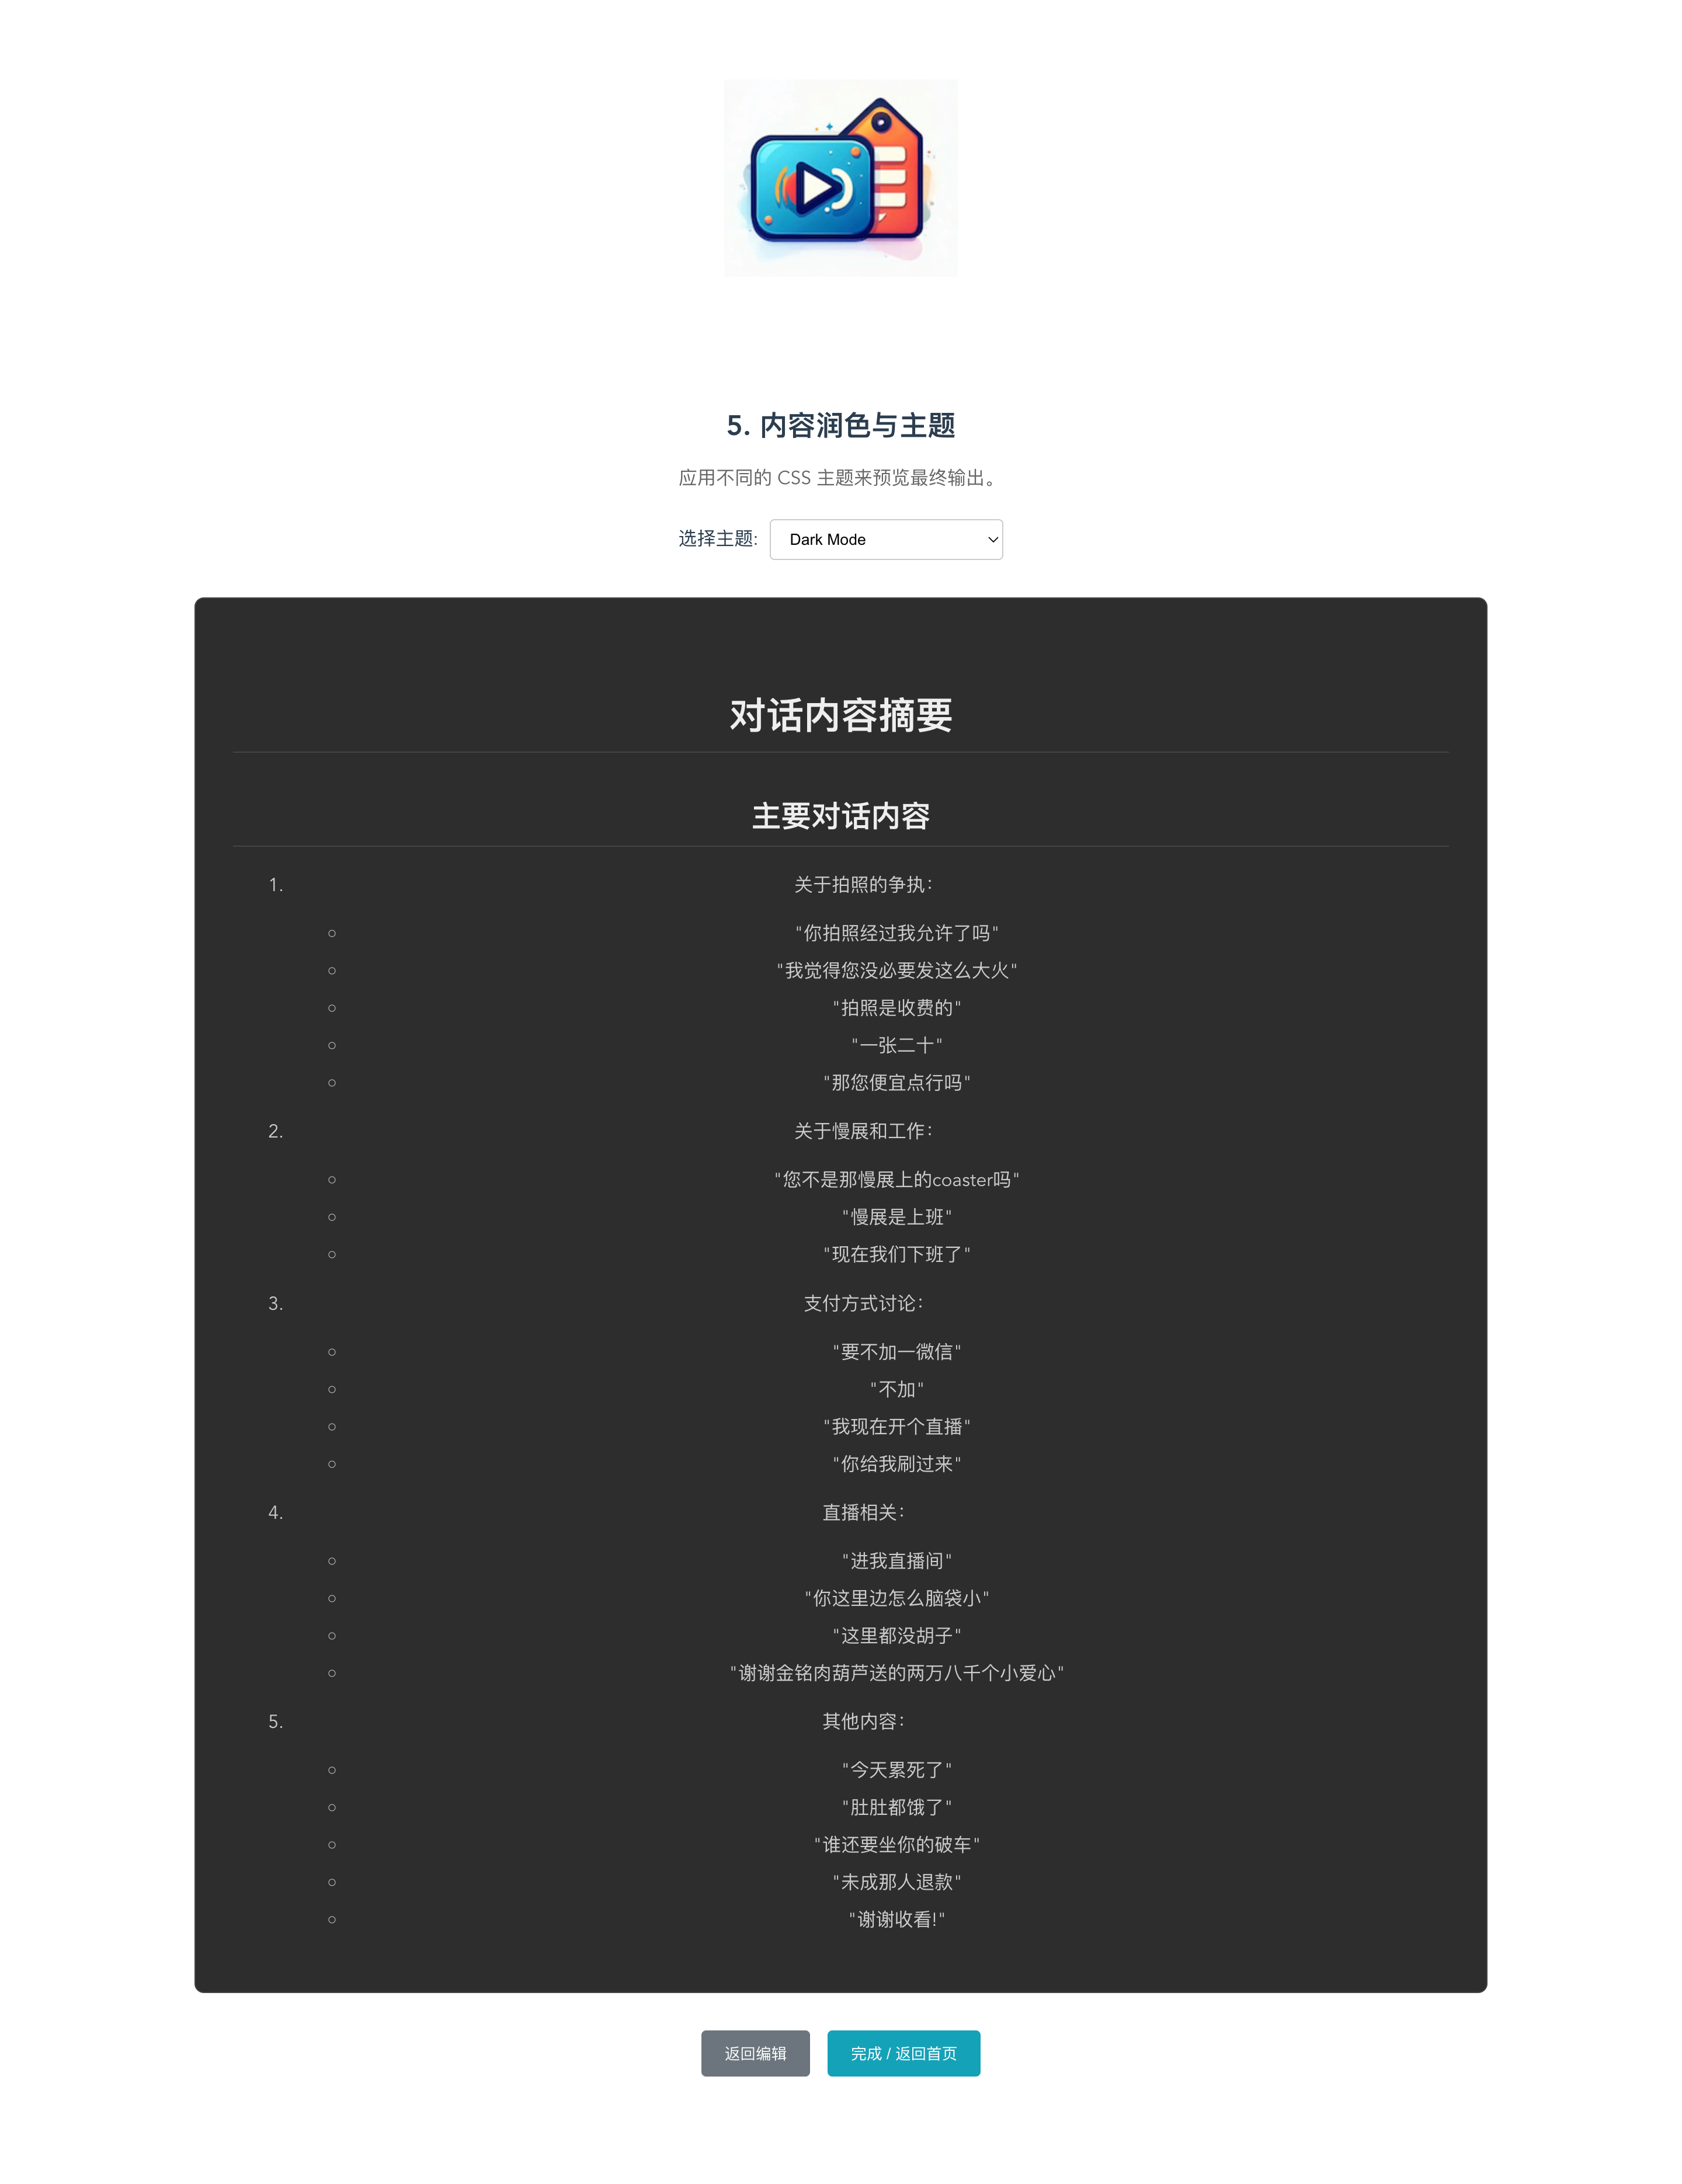 5. 内容润色与主题
应用不同的 CSS 主题来预览最终输出。
选择主题: Dark Mode
对话内容摘要
主要对话内容
1. 关于拍照的争执：
"你拍照经过我允许了吗"
"我觉得您没必要发这么大火"
"拍照是收费的"
"一张二十"
"那您便宜点行吗"
2. 关于慢展和工作：
"您不是那慢展上的coaster吗"
"慢展是上班"
"现在我们下班了"
3. 支付方式讨论：
"要不加一微信"
"不加"
"我现在开个直播"
"你给我刷过来"
4. 直播相关：
"进我直播间"
"你这里边怎么脑袋小"
"这里都没胡子"
"谢谢金铭肉葫芦送的两万八千个小爱心"
5. 其他内容：
"今天累死了"
"肚肚都饿了"
"谁还要坐你的破车"
"未成那人退款"
"谢谢收看!"
返回编辑
完成 / 返回首页